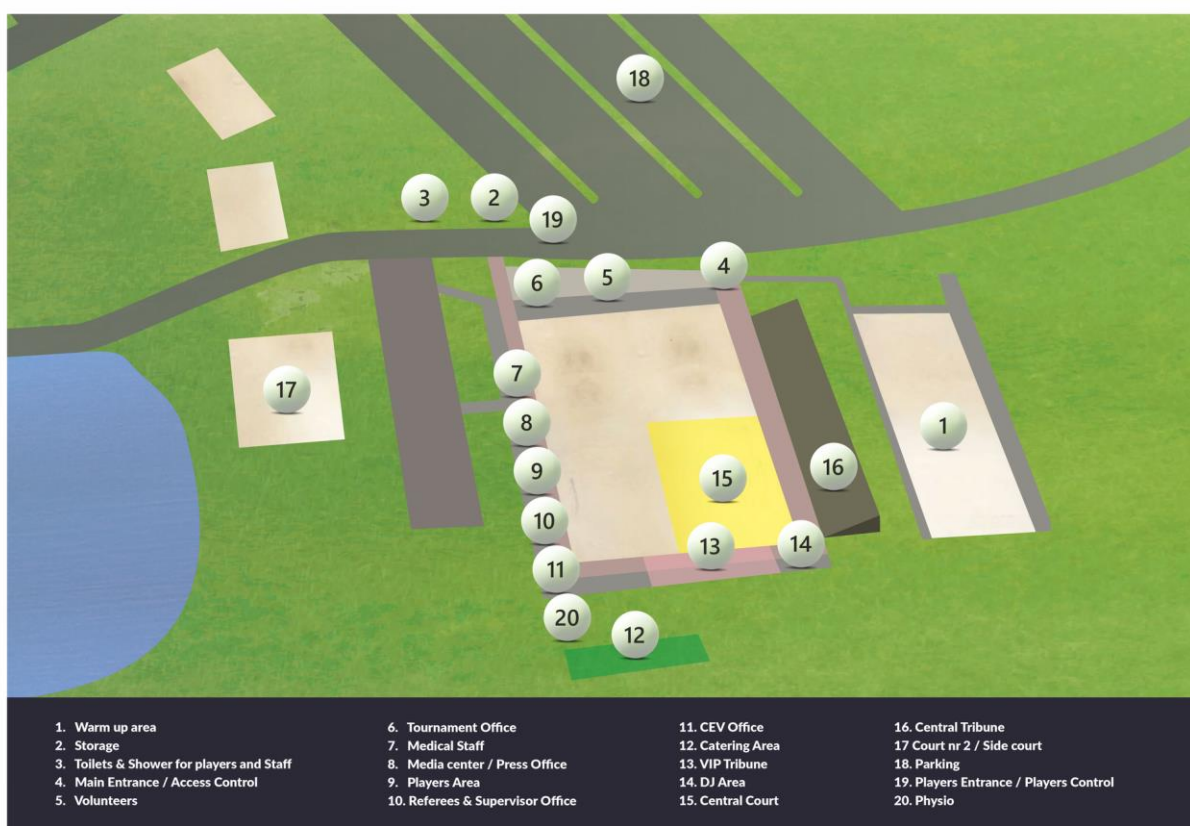 18
3
2
19
4
6
5
7
17
8
1
9
16
15
10
13
14
11
20
12
1. Warm up area
2. Storage
3. Toilets & Shower for players and Staff
4. Main Entrance / Access Control
5. Volunteers
6. Tournament Office
7. Medical Staff
8. Media center / Press Office
9. Players Area
10. Referees & Supervisor Office
11. CEV Office
12. Catering Area
13. VIP Tribune
14. DJ Area
15. Central Court
16. Central Tribune
17 Court nr 2 / Side court
18. Parking
19. Players Entrance / Players Control
20. Physio